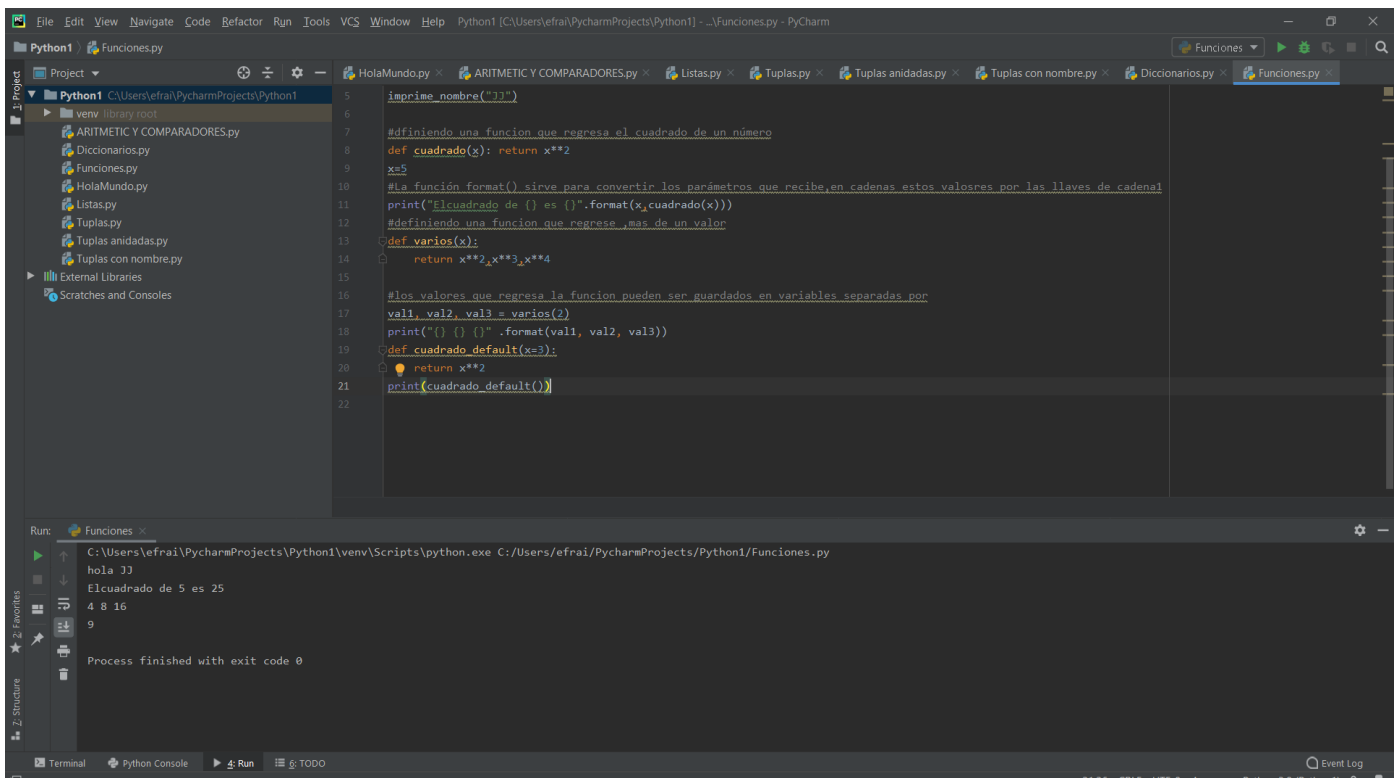 File Edit View Navigate Code Refactor Run Tools VCS Window Help Python1 [C:\Users\efrai\PycharmProjects\Python1] - ...\Funciones.py - PyCharm
Python1 Funciones.py
Funciones
1: Project
Project
HolaMundo.py ARITMETIC Y COMPARADORES.py Listas.py Tuplas.py Tuplas anidadas.py Tuplas con nombre.py Diccionarios.py Funciones.py
Python1 C:\Users\efrai\PycharmProjects\Python1
venv library root
ARITMETIC Y COMPARADORES.py
Diccionarios.py
Funciones.py
HolaMundo.py
Listas.py
Tuplas.py
Tuplas anidadas.py
Tuplas con nombre.py
External Libraries
Scratches and Consoles
5 imprime_nombre("JJ")
6
7 #dfiniendo una funcion que regresa el cuadrado de un número
8 def cuadrado(x): return x**2
9 x=5
10 #La función format() sirve para convertir los parámetros que recibe,en cadenas estos valosres por las llaves de cadena1
11 print("Elcuadrado de {} es {}".format(x,cuadrado(x)))
12 #definiendo una funcion que regrese ,mas de un valor
13 def varios(x):
14 return x**2,x**3,x**4
15
16 #los valores que regresa la funcion pueden ser guardados en variables separadas por
17 val1, val2, val3 = varios(2)
18 print("{} {} {}" .format(val1, val2, val3))
19 def cuadrado_default(x=3):
20 return x**2
21 print(cuadrado_default())
22
Run: Funciones
C:\Users\efrai\PycharmProjects\Python1\venv\Scripts\python.exe C:/Users/efrai/PycharmProjects/Python1/Funciones.py
hola JJ
Elcuadrado de 5 es 25
4 8 16
9
Process finished with exit code 0
2: Favorites
Z: Structure
Terminal Python Console 4: Run 6: TODO
Event Log